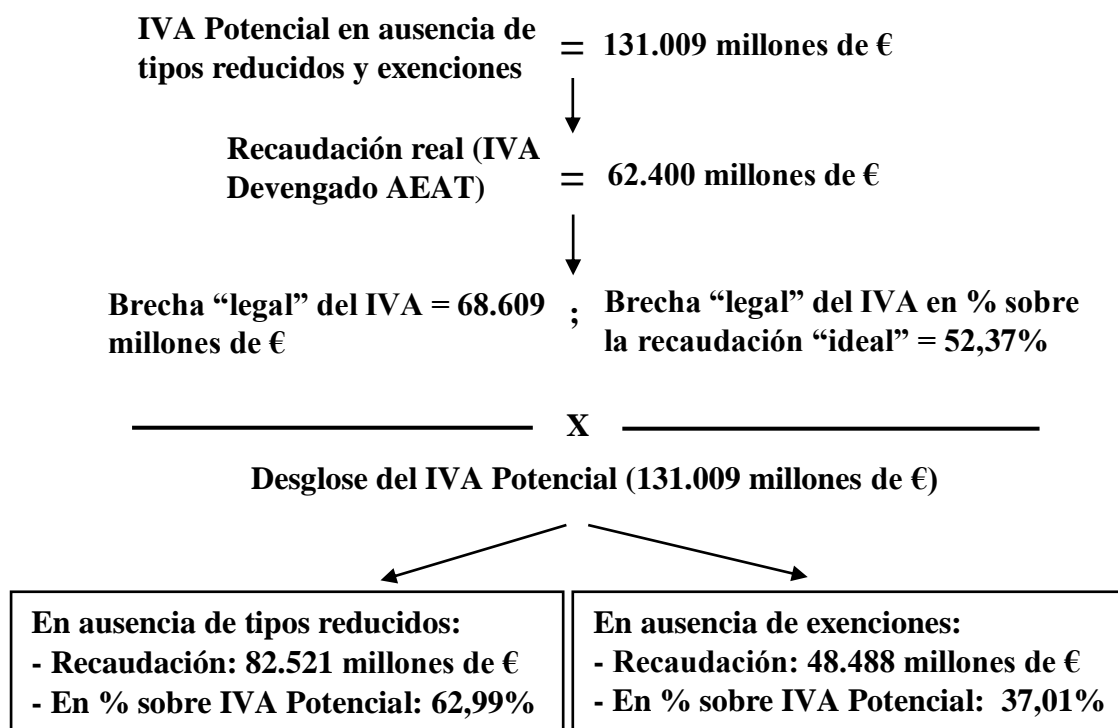 IVA Potencial en ausencia de
tipos reducidos y exenciones
= 131.009 millones de €
Recaudación real (IVA
Devengado AEAT)
= 62.400 millones de €
Brecha “legal” del IVA = 68.609
millones de €
;
Brecha “legal” del IVA en % sobre
la recaudación “ideal” = 52,37%
X
Desglose del IVA Potencial (131.009 millones de €)
En ausencia de tipos reducidos:
- Recaudación: 82.521 millones de €
- En % sobre IVA Potencial: 62,99%
En ausencia de exenciones:
- Recaudación: 48.488 millones de €
- En % sobre IVA Potencial: 37,01%